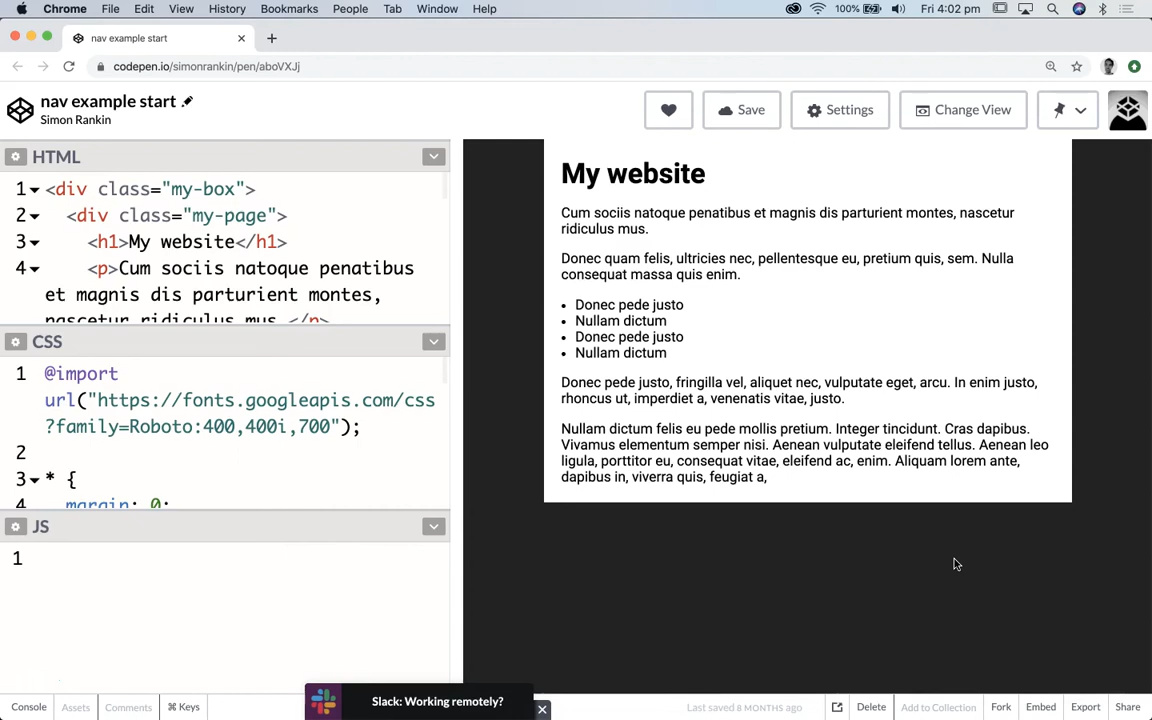 Chrome File Edit View History Bookmarks People Tab Window Help 100% Fri 4:02 pm
nav example start
codepen.io/simonrankin/pen/aboVXJj
nav example start
Simon Rankin
Save Settings Change View
HTML
1 <div class="my-box">
2 <div class="my-page">
3 <h1>My website</h1>
4 <p>Cum sociis natoque penatibus
et magnis dis parturient montes,
nascetur ridiculus mus.</p>
CSS
1 @import
url("https://fonts.googleapis.com/css
?family=Roboto:400,400i,700");
2
3 * {
4 margin: 0;
JS
1
My website
Cum sociis natoque penatibus et magnis dis parturient montes, nascetur
ridiculus mus.
Donec quam felis, ultricies nec, pellentesque eu, pretium quis, sem. Nulla
consequat massa quis enim.
• Donec pede justo
• Nullam dictum
• Donec pede justo
• Nullam dictum
Donec pede justo, fringilla vel, aliquet nec, vulputate eget, arcu. In enim justo,
rhoncus ut, imperdiet a, venenatis vitae, justo.
Nullam dictum felis eu pede mollis pretium. Integer tincidunt. Cras dapibus.
Vivamus elementum semper nisi. Aenean vulputate eleifend tellus. Aenean leo
ligula, porttitor eu, consequat vitae, eleifend ac, enim. Aliquam lorem ante,
dapibus in, viverra quis, feugiat a,
Slack: Working remotely?
Console Assets Comments ⌘ Keys Last saved 8 MONTHS ago Delete Add to Collection Fork Embed Export Share